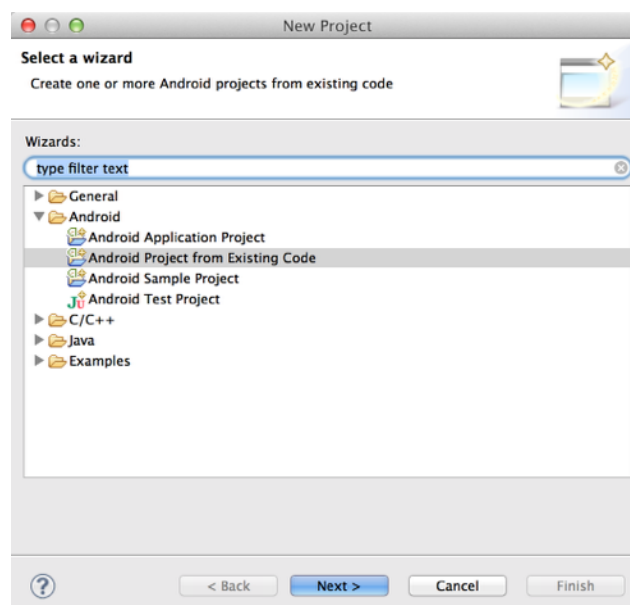 New Project
Select a wizard
Create one or more Android projects from existing code
Wizards:
type filter text
General
Android
Android Application Project
Android Project from Existing Code
Android Sample Project
Ju Android Test Project
C/C++
Java
Examples
? < Back Next > Cancel Finish